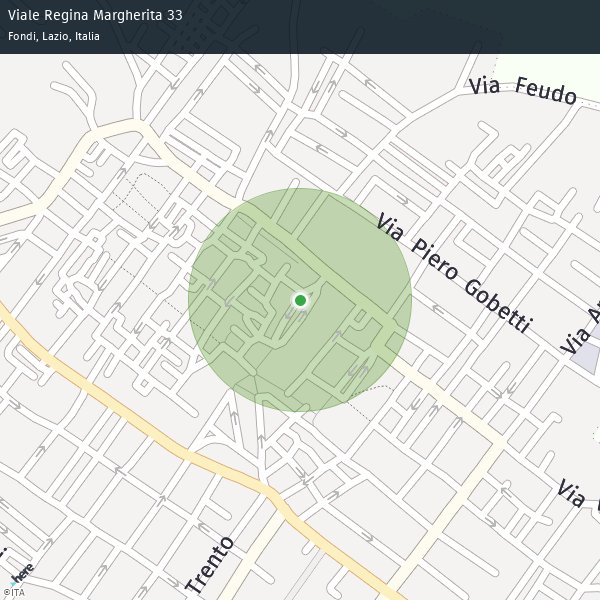 Viale Regina Margherita 33
Fondi, Lazio, Italia
Via Feudo
Via Piero Gobetti
Via
Via
Trento
here
©ITA